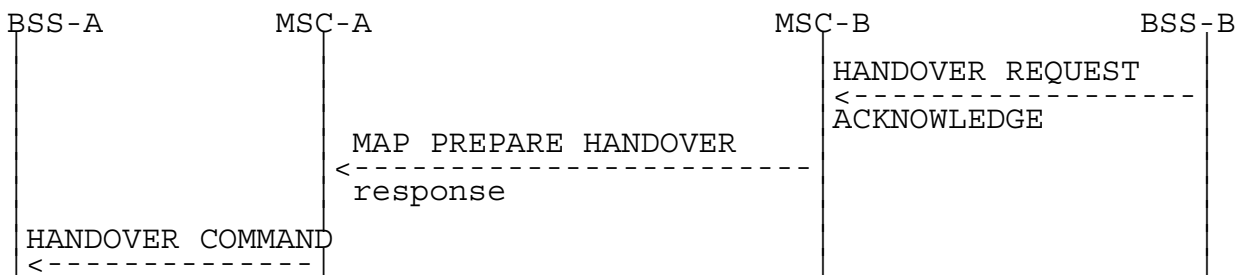 BSS-A MSC-A MSC-B BSS-B
HANDOVER REQUEST
ACKNOWLEDGE
MAP PREPARE HANDOVER
response
HANDOVER COMMAND